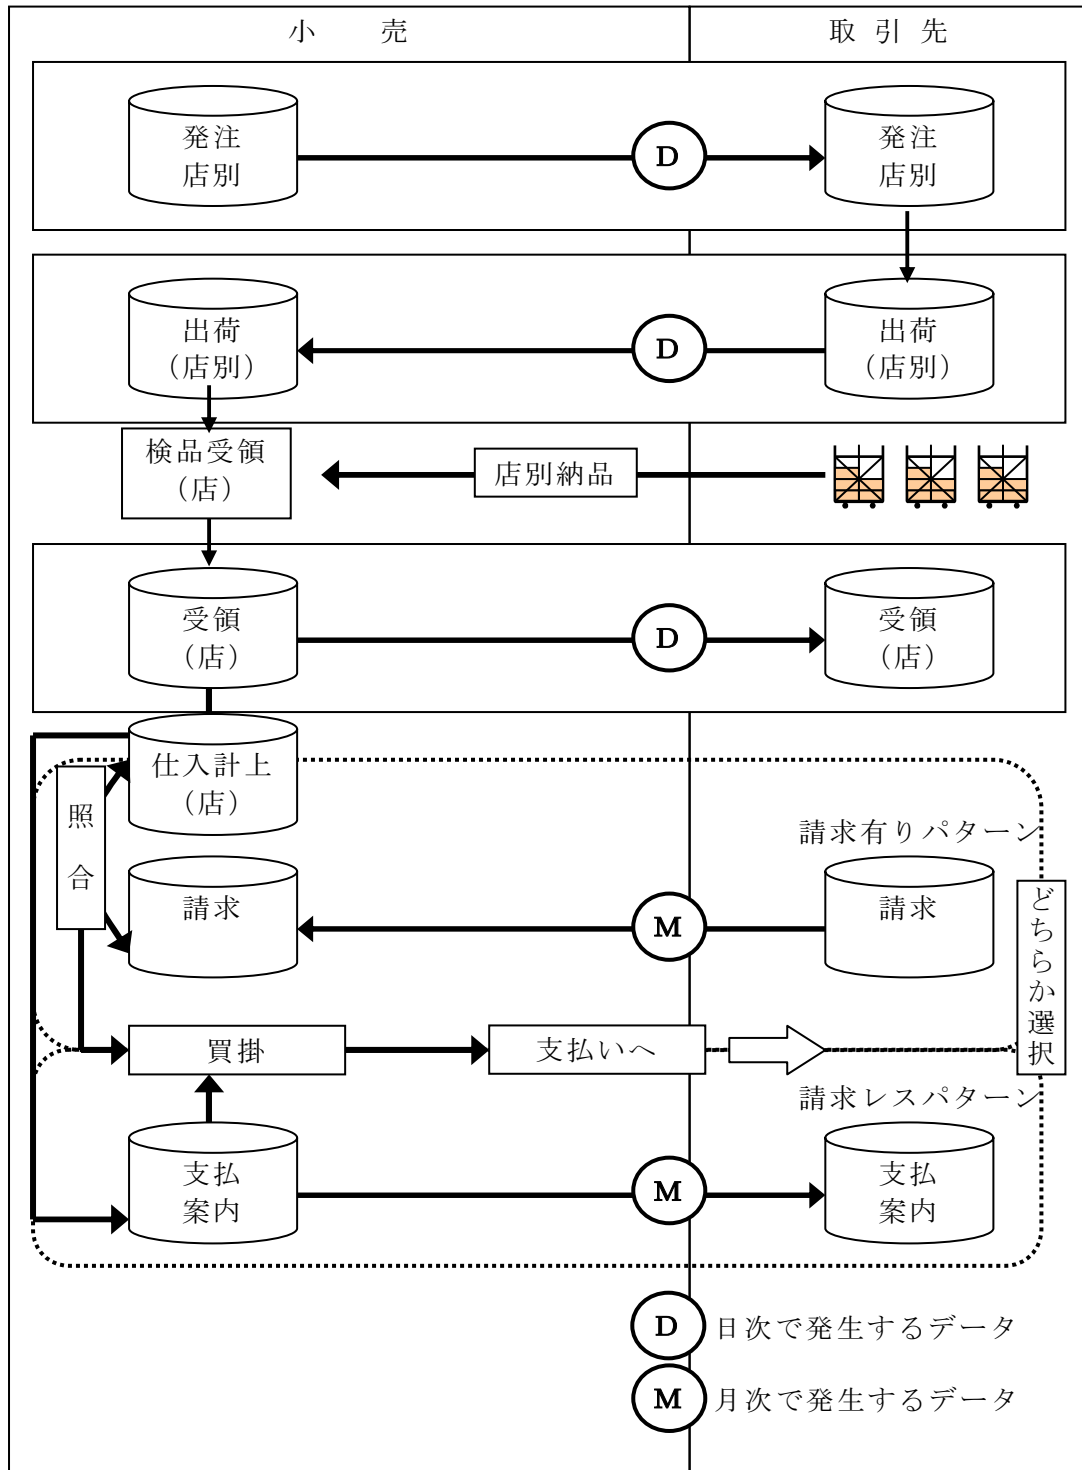 小　売
取引先
発注
店別
D
発注
店別
出荷
（店別）
D
出荷
（店別）
検品受領
（店）
店別納品
受領
（店）
D
受領
（店）
仕入計上
（店）
照合
請求有りパターン
請求
M
請求
どちらか選択
買掛
支払いへ
請求レスパターン
支払
案内
M
支払
案内
D 日次で発生するデータ
M 月次で発生するデータ